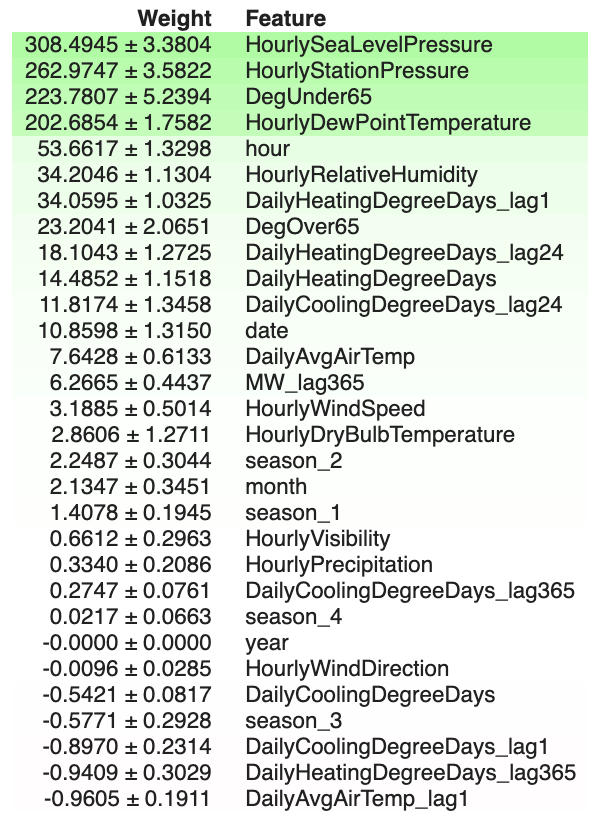 Weight Feature
308.4945 ± 3.3804 HourlySeaLevelPressure
262.9747 ± 3.5822 HourlyStationPressure
223.7807 ± 5.2394 DegUnder65
202.6854 ± 1.7582 HourlyDewPointTemperature
53.6617 ± 1.3298 hour
34.2046 ± 1.1304 HourlyRelativeHumidity
34.0595 ± 1.0325 DailyHeatingDegreeDays_lag1
23.2041 ± 2.0651 DegOver65
18.1043 ± 1.2725 DailyHeatingDegreeDays_lag24
14.4852 ± 1.1518 DailyHeatingDegreeDays
11.8174 ± 1.3458 DailyCoolingDegreeDays_lag24
10.8598 ± 1.3150 date
7.6428 ± 0.6133 DailyAvgAirTemp
6.2665 ± 0.4437 MW_lag365
3.1885 ± 0.5014 HourlyWindSpeed
2.8606 ± 1.2711 HourlyDryBulbTemperature
2.2487 ± 0.3044 season_2
2.1347 ± 0.3451 month
1.4078 ± 0.1945 season_1
0.6612 ± 0.2963 HourlyVisibility
0.3340 ± 0.2086 HourlyPrecipitation
0.2747 ± 0.0761 DailyCoolingDegreeDays_lag365
0.0217 ± 0.0663 season_4
-0.0000 ± 0.0000 year
-0.0096 ± 0.0285 HourlyWindDirection
-0.5421 ± 0.0817 DailyCoolingDegreeDays
-0.5771 ± 0.2928 season_3
-0.8970 ± 0.2314 DailyCoolingDegreeDays_lag1
-0.9409 ± 0.3029 DailyHeatingDegreeDays_lag365
-0.9605 ± 0.1911 DailyAvgAirTemp_lag1